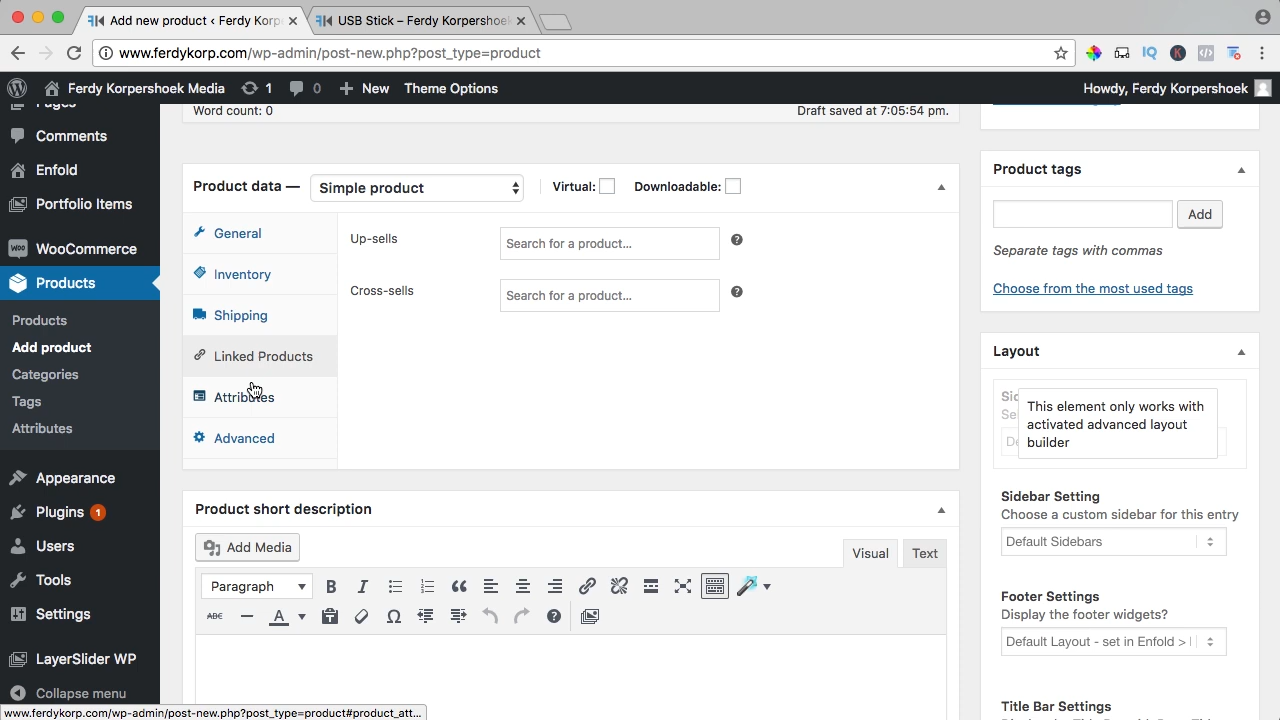 Add new product ‹ Ferdy Korp
USB Stick – Ferdy Korpershoek
www.ferdykorp.com/wp-admin/post-new.php?post_type=product
Ferdy Korpershoek Media
1
0
New
Theme Options
Howdy, Ferdy Korpershoek
Pages
Comments
Enfold
Portfolio Items
WooCommerce
Products
Products
Add product
Categories
Tags
Attributes
Appearance
Plugins 1
Users
Tools
Settings
LayerSlider WP
Collapse menu
Word count: 0
Draft saved at 7:05:54 pm.
Product data —
Simple product
Virtual:
Downloadable:
General
Inventory
Shipping
Linked Products
Attributes
Advanced
Up-sells
Search for a product…
Cross-sells
Search for a product…
Product short description
Add Media
Visual
Text
Paragraph
Product tags
Add
Separate tags with commas
Choose from the most used tags
Layout
This element only works with
activated advanced layout
builder
Sidebar Setting
Choose a custom sidebar for this entry
Default Sidebars
Footer Settings
Display the footer widgets?
Default Layout - set in Enfold >
Title Bar Settings
www.ferdykorp.com/wp-admin/post-new.php?post_type=product#product_att...